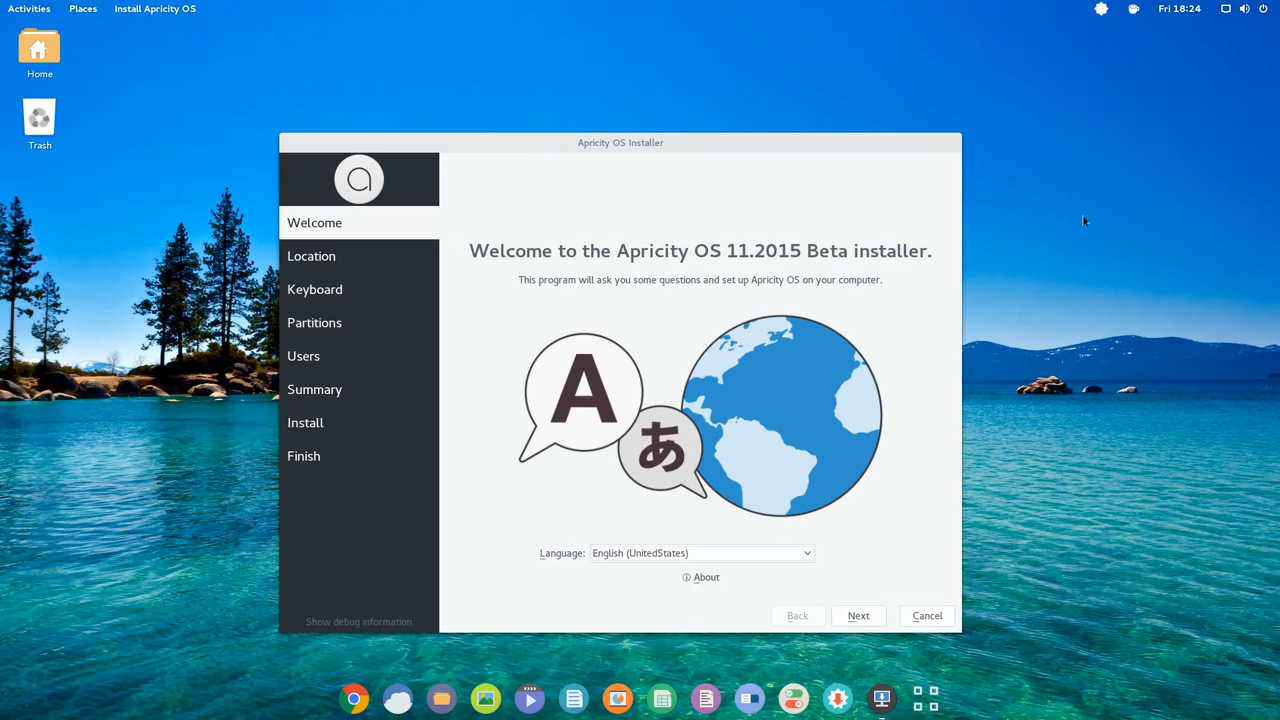 Activities Places Install Apricity OS Fri 18:24
Home
Trash
Apricity OS Installer
a
Welcome
Location
Keyboard
Partitions
Users
Summary
Install
Finish
Show debug information
Welcome to the Apricity OS 11.2015 Beta installer.
This program will ask you some questions and set up Apricity OS on your computer.
A
あ
Language: English (UnitedStates)
About
Back Next Cancel